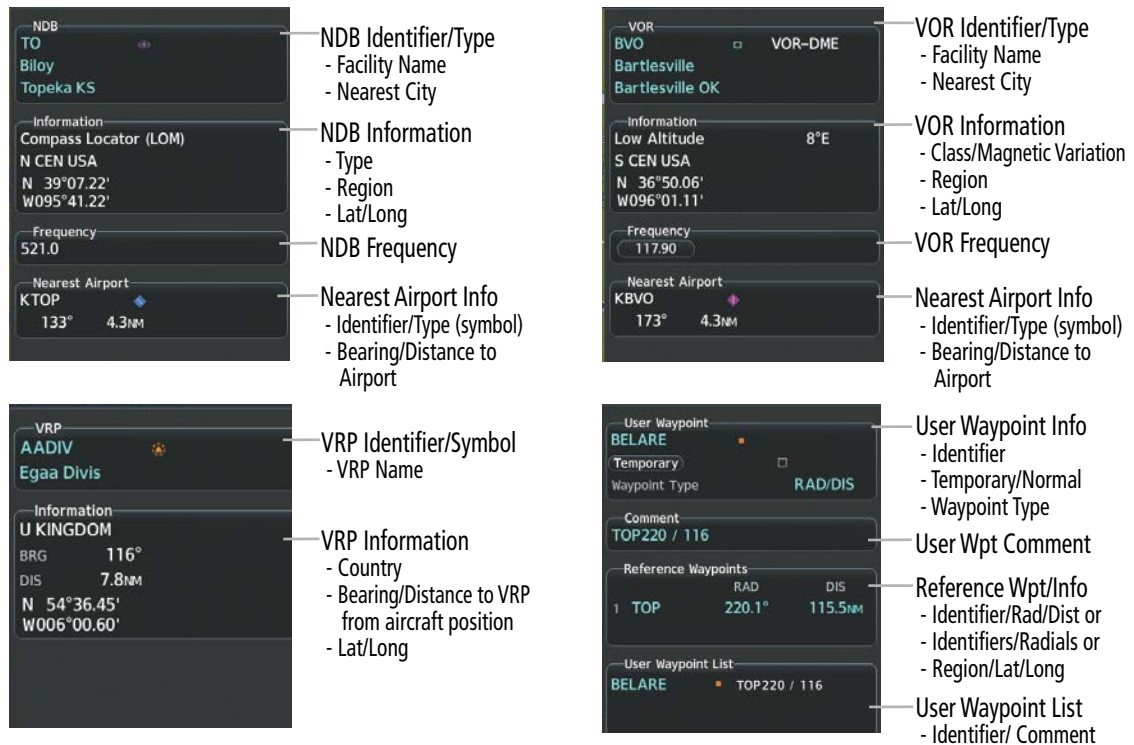 NDB
TO
Biloy
Topeka KS
Information
Compass Locator (LOM)
N CEN USA
N 39°07.22'
W095°41.22'
Frequency
521.0
Nearest Airport
KTOP
133° 4.3NM
NDB Identifier/Type
- Facility Name
- Nearest City
NDB Information
- Type
- Region
- Lat/Long
NDB Frequency
Nearest Airport Info
- Identifier/Type (symbol)
- Bearing/Distance to
Airport
VOR
BVO VOR–DME
Bartlesville
Bartlesville OK
Information
Low Altitude 8°E
S CEN USA
N 36°50.06'
W096°01.11'
Frequency
117.90
Nearest Airport
KBVO
173° 4.3NM
VOR Identifier/Type
- Facility Name
- Nearest City
VOR Information
- Class/Magnetic Variation
- Region
- Lat/Long
VOR Frequency
Nearest Airport Info
- Identifier/Type (symbol)
- Bearing/Distance to
Airport
VRP
AADIV
Egaa Divis
Information
U KINGDOM
BRG 116°
DIS 7.8NM
N 54°36.45'
W006°00.60'
VRP Identifier/Symbol
- VRP Name
VRP Information
- Country
- Bearing/Distance to VRP
from aircraft position
- Lat/Long
User Waypoint
BELARE
Temporary
Waypoint Type RAD/DIS
Comment
TOP220 / 116
Reference Waypoints
RAD DIS
1 TOP 220.1° 115.5NM
User Waypoint List
BELARE TOP220 / 116
User Waypoint Info
- Identifier
- Temporary/Normal
- Waypoint Type
User Wpt Comment
Reference Wpt/Info
- Identifier/Rad/Dist or
- Identifiers/Radials or
- Region/Lat/Long
User Waypoint List
- Identifier/ Comment